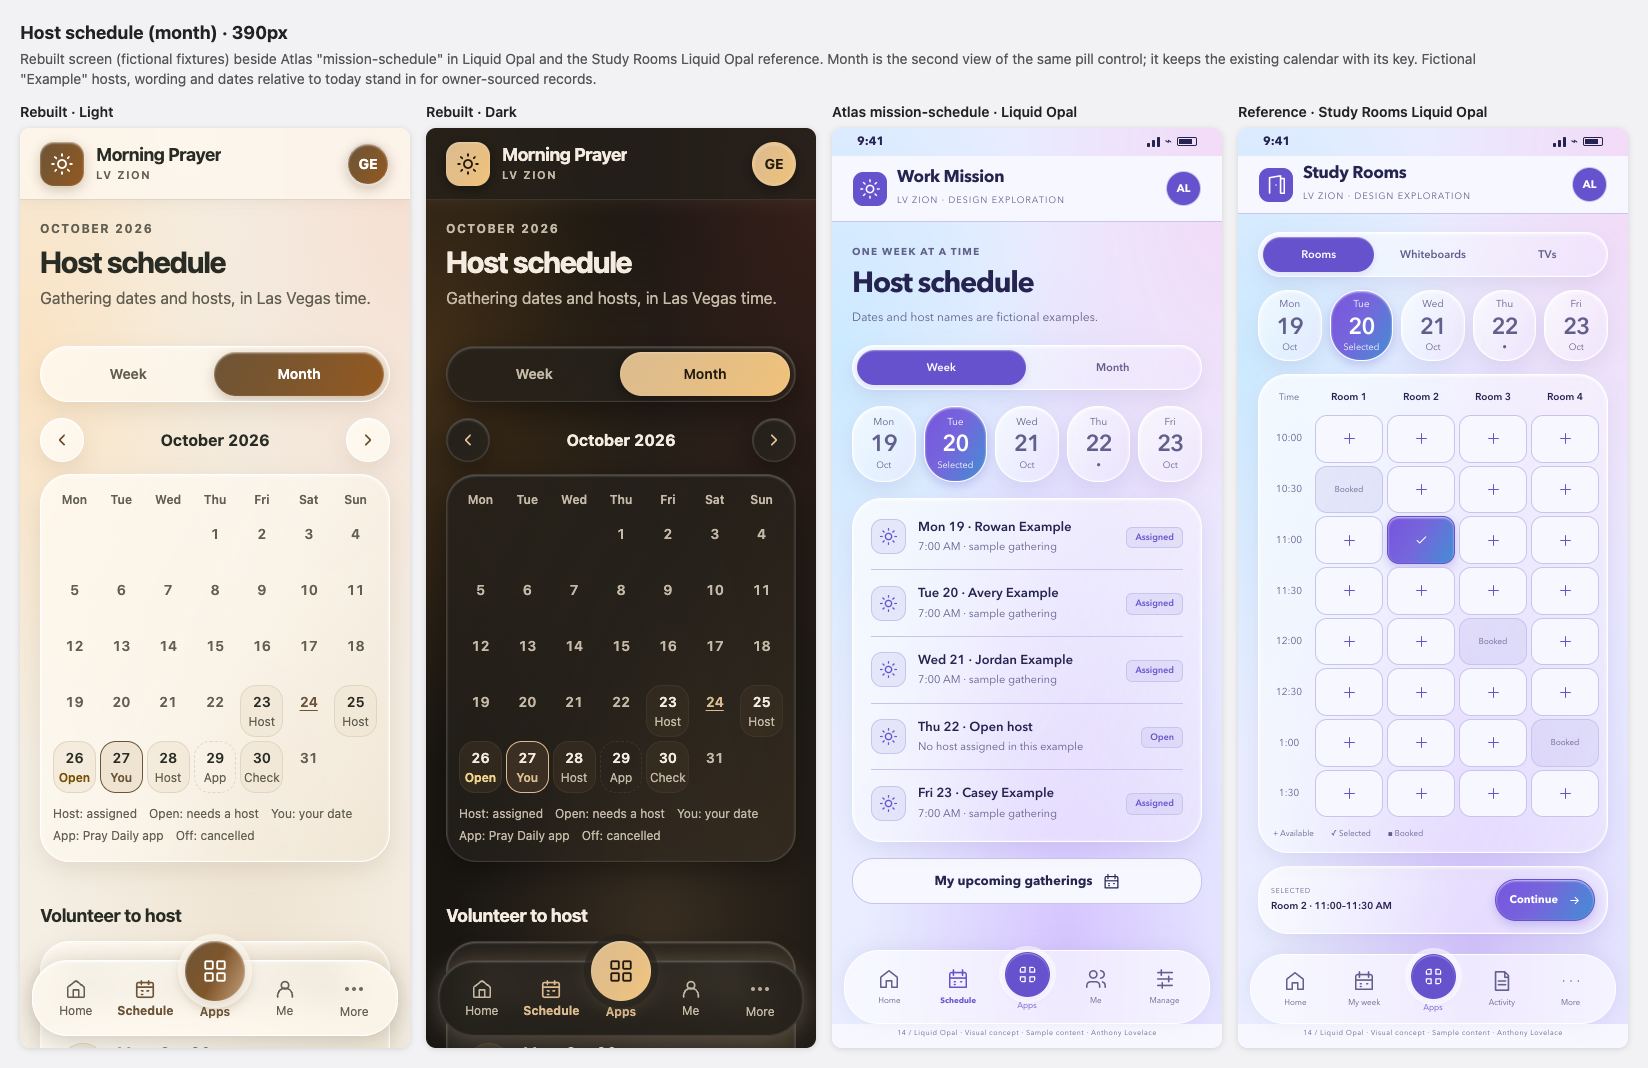 Host schedule (month) · 390px
Rebuilt screen (fictional fixtures) beside Atlas "mission-schedule" in Liquid Opal and the Study Rooms Liquid Opal reference. Month is the second view of the same pill control; it keeps the existing calendar with its key. Fictional
"Example" hosts, wording and dates relative to today stand in for owner-sourced records.
Rebuilt · Light
Morning Prayer
LV ZION
GE
OCTOBER 2026
Host schedule
Gathering dates and hosts, in Las Vegas time.
Week Month
October 2026
Mon Tue Wed Thu Fri Sat Sun
1 2 3 4
5 6 7 8 9 10 11
12 13 14 15 16 17 18
19 20 21 22 23 24 25
Host Host
26 27 28 29 30 31
Open You Host App Check
Host: assigned Open: needs a host You: your date
App: Pray Daily app Off: cancelled
Volunteer to host
Home Schedule Apps Me More
Rebuilt · Dark
Morning Prayer
LV ZION
GE
OCTOBER 2026
Host schedule
Gathering dates and hosts, in Las Vegas time.
Week Month
October 2026
Mon Tue Wed Thu Fri Sat Sun
1 2 3 4
5 6 7 8 9 10 11
12 13 14 15 16 17 18
19 20 21 22 23 24 25
Host Host
26 27 28 29 30 31
Open You Host App Check
Host: assigned Open: needs a host You: your date
App: Pray Daily app Off: cancelled
Volunteer to host
Home Schedule Apps Me More
Atlas mission-schedule · Liquid Opal
9:41
Work Mission
LV ZION · DESIGN EXPLORATION
AL
ONE WEEK AT A TIME
Host schedule
Dates and host names are fictional examples.
Week Month
Mon Tue Wed Thu Fri
19 20 21 22 23
Oct Selected Oct • Oct
Mon 19 · Rowan Example
7:00 AM · sample gathering
Assigned
Tue 20 · Avery Example
7:00 AM · sample gathering
Assigned
Wed 21 · Jordan Example
7:00 AM · sample gathering
Assigned
Thu 22 · Open host
No host assigned in this example
Open
Fri 23 · Casey Example
7:00 AM · sample gathering
Assigned
My upcoming gatherings
Home Schedule Apps Me Manage
14 / Liquid Opal · Visual concept · Sample content · Anthony Lovelace
Reference · Study Rooms Liquid Opal
9:41
Study Rooms
LV ZION · DESIGN EXPLORATION
AL
Rooms Whiteboards TVs
Mon Tue Wed Thu Fri
19 20 21 22 23
Oct Selected Oct • Oct
Time Room 1 Room 2 Room 3 Room 4
10:00 + + + +
10:30 Booked + + +
11:00 + ✓ + +
11:30 + + + +
12:00 + + Booked +
12:30 + + + +
1:00 + + + Booked
1:30 + + + +
+ Available ✓ Selected ■ Booked
SELECTED
Room 2 · 11:00–11:30 AM
Continue →
Home My week Apps Activity More
14 / Liquid Opal · Visual concept · Sample content · Anthony Lovelace